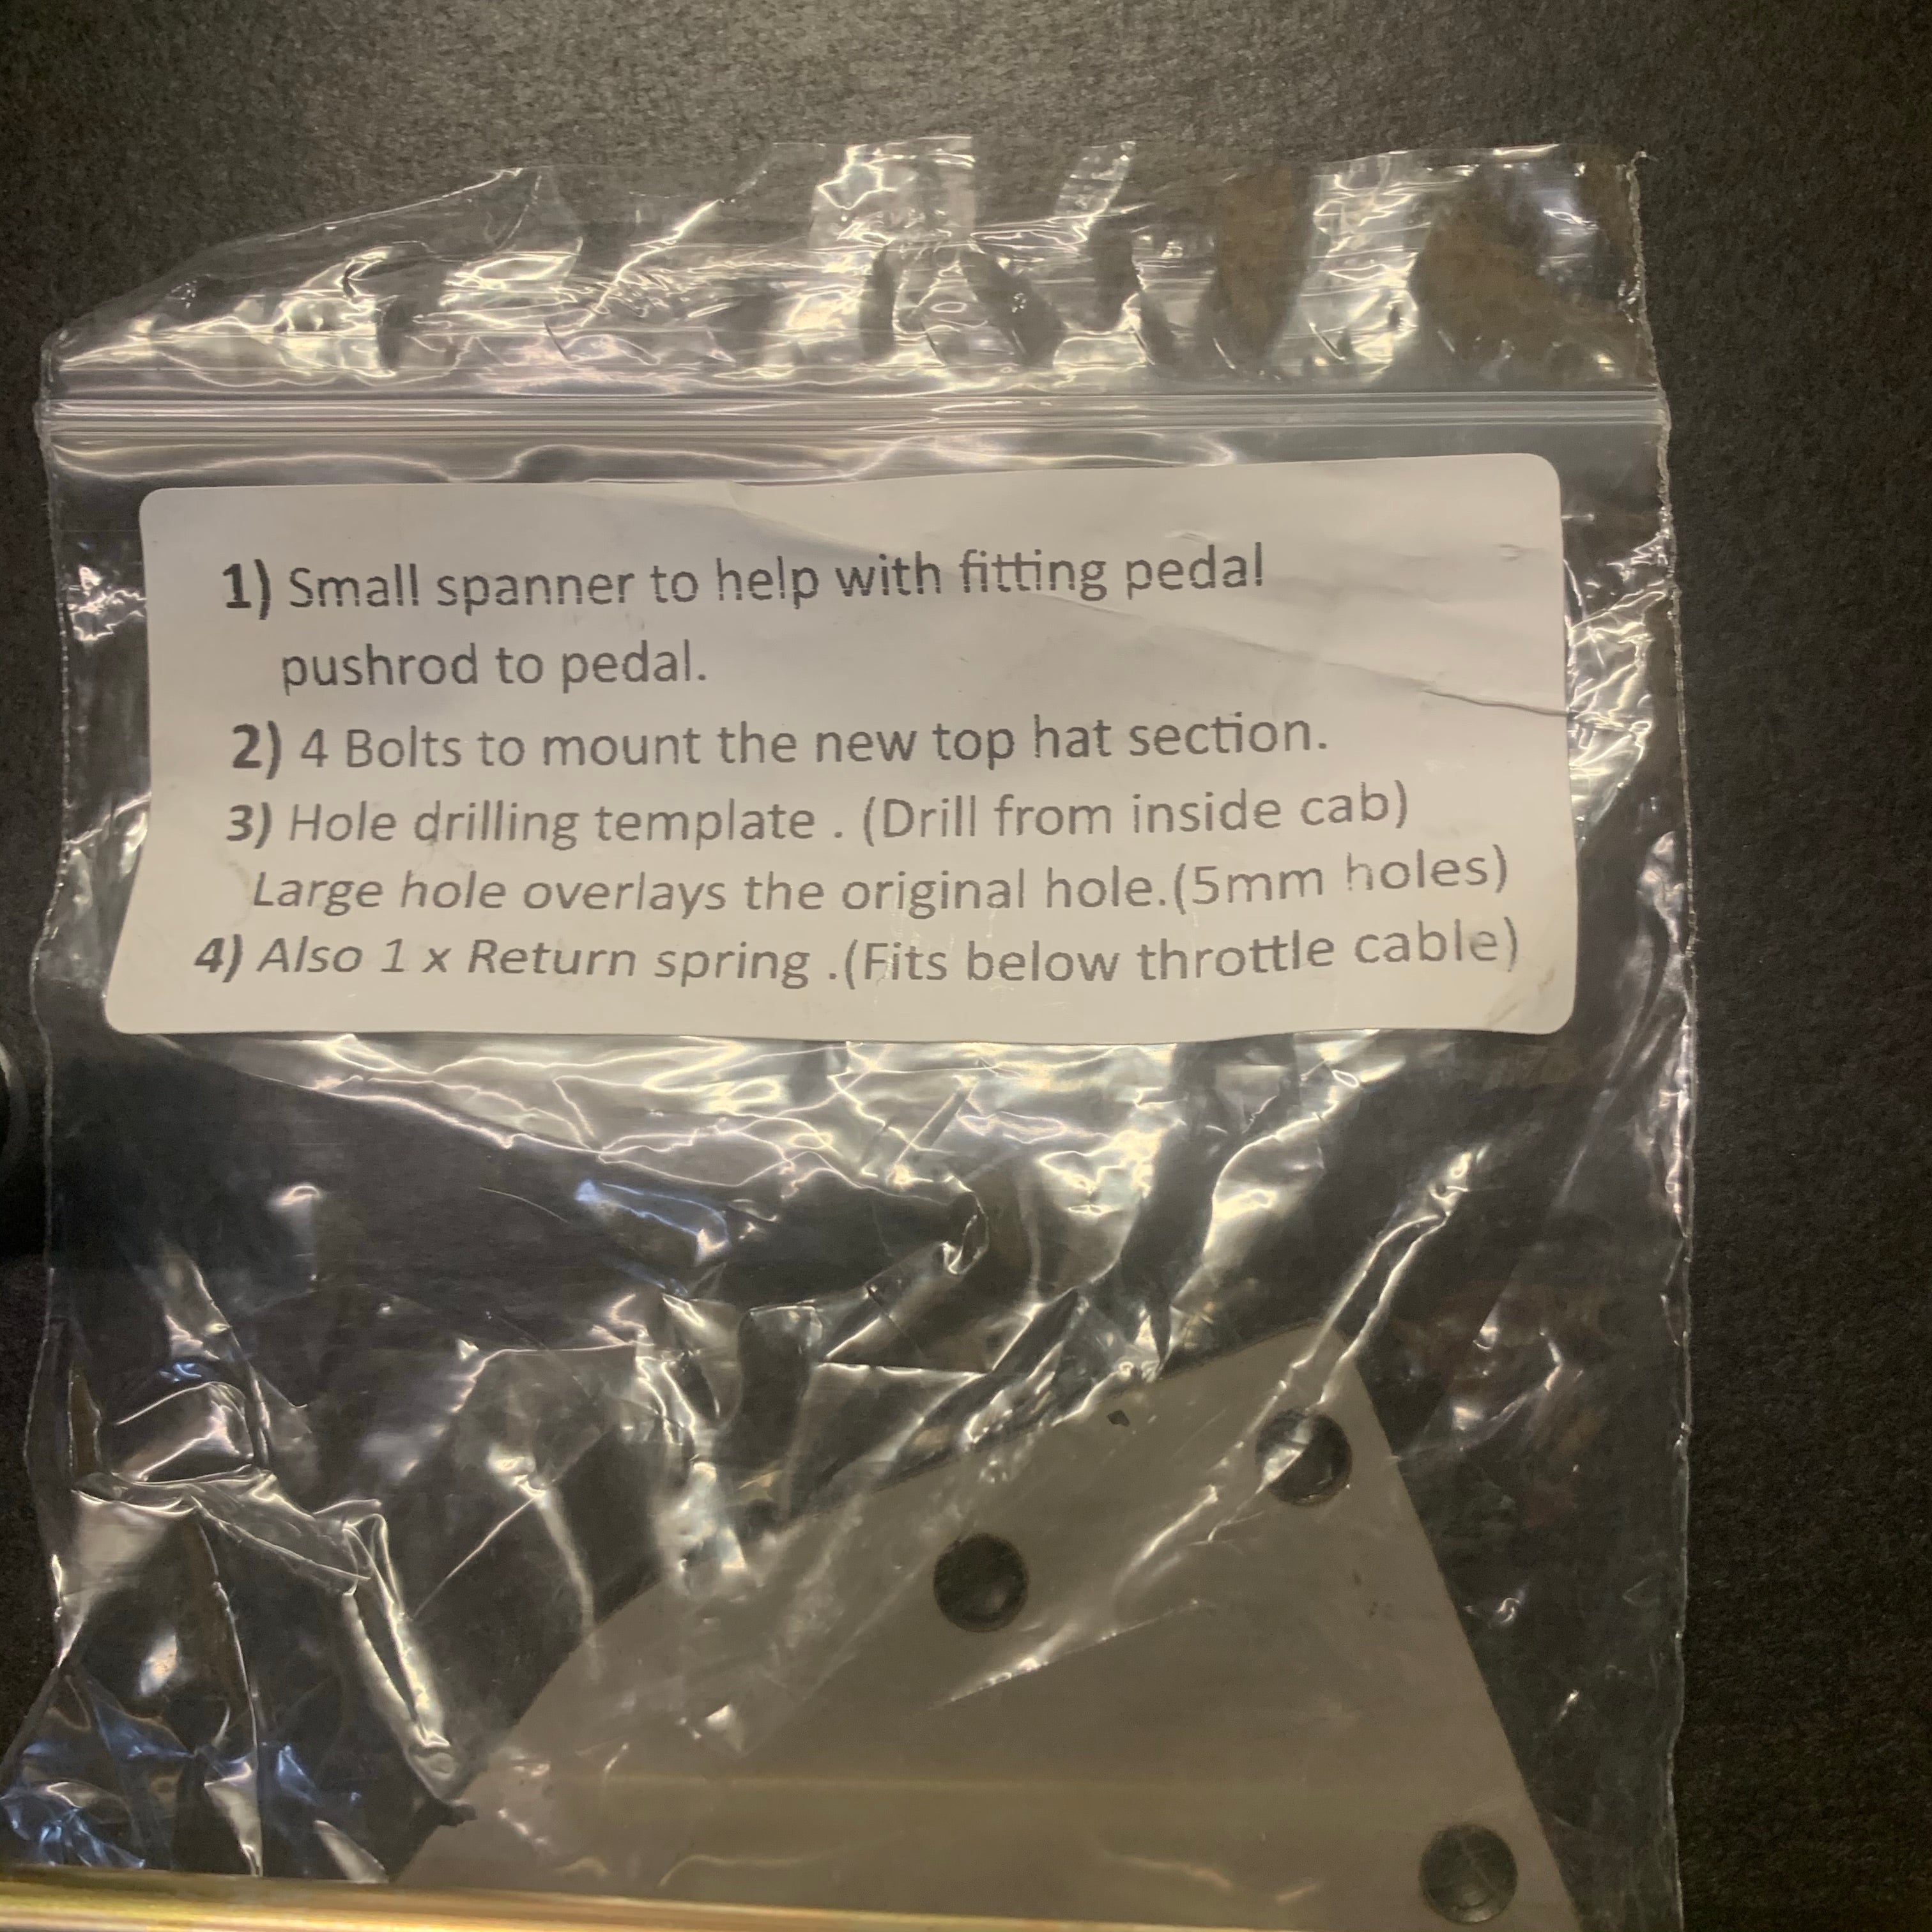 1) Small spanner to help with fitting pedal
pushrod to pedal.
2) 4 Bolts to mount the new top hat section.
3) Hole drilling template . (Drill from inside cab)
Large hole overlays the original hole.(5mm holes)
4) Also 1 x Return spring .(Fits below throttle cable)